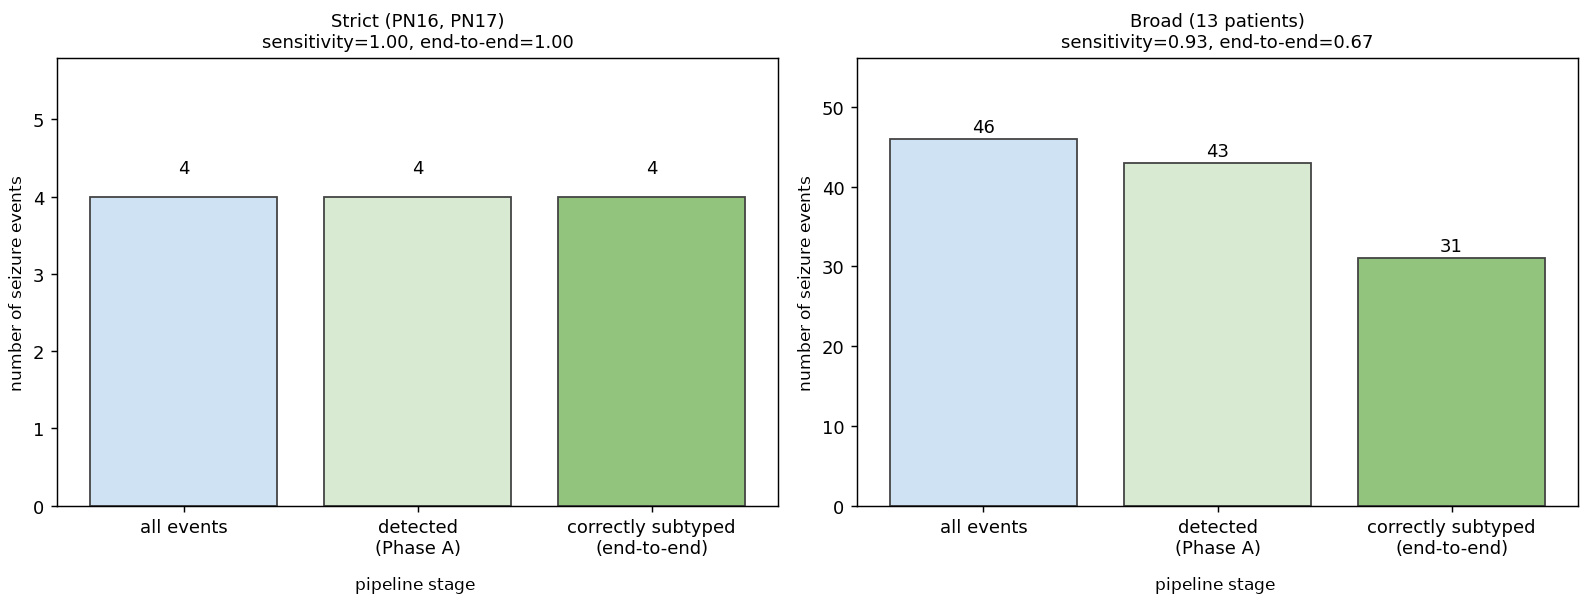 Strict (PN16, PN17)
sensitivity=1.00, end-to-end=1.00
number of seizure events
5
4
3
2
1
0
4
4
4
all events
detected
(Phase A)
correctly subtyped
(end-to-end)
pipeline stage
Broad (13 patients)
sensitivity=0.93, end-to-end=0.67
number of seizure events
50
40
30
20
10
0
46
43
31
all events
detected
(Phase A)
correctly subtyped
(end-to-end)
pipeline stage